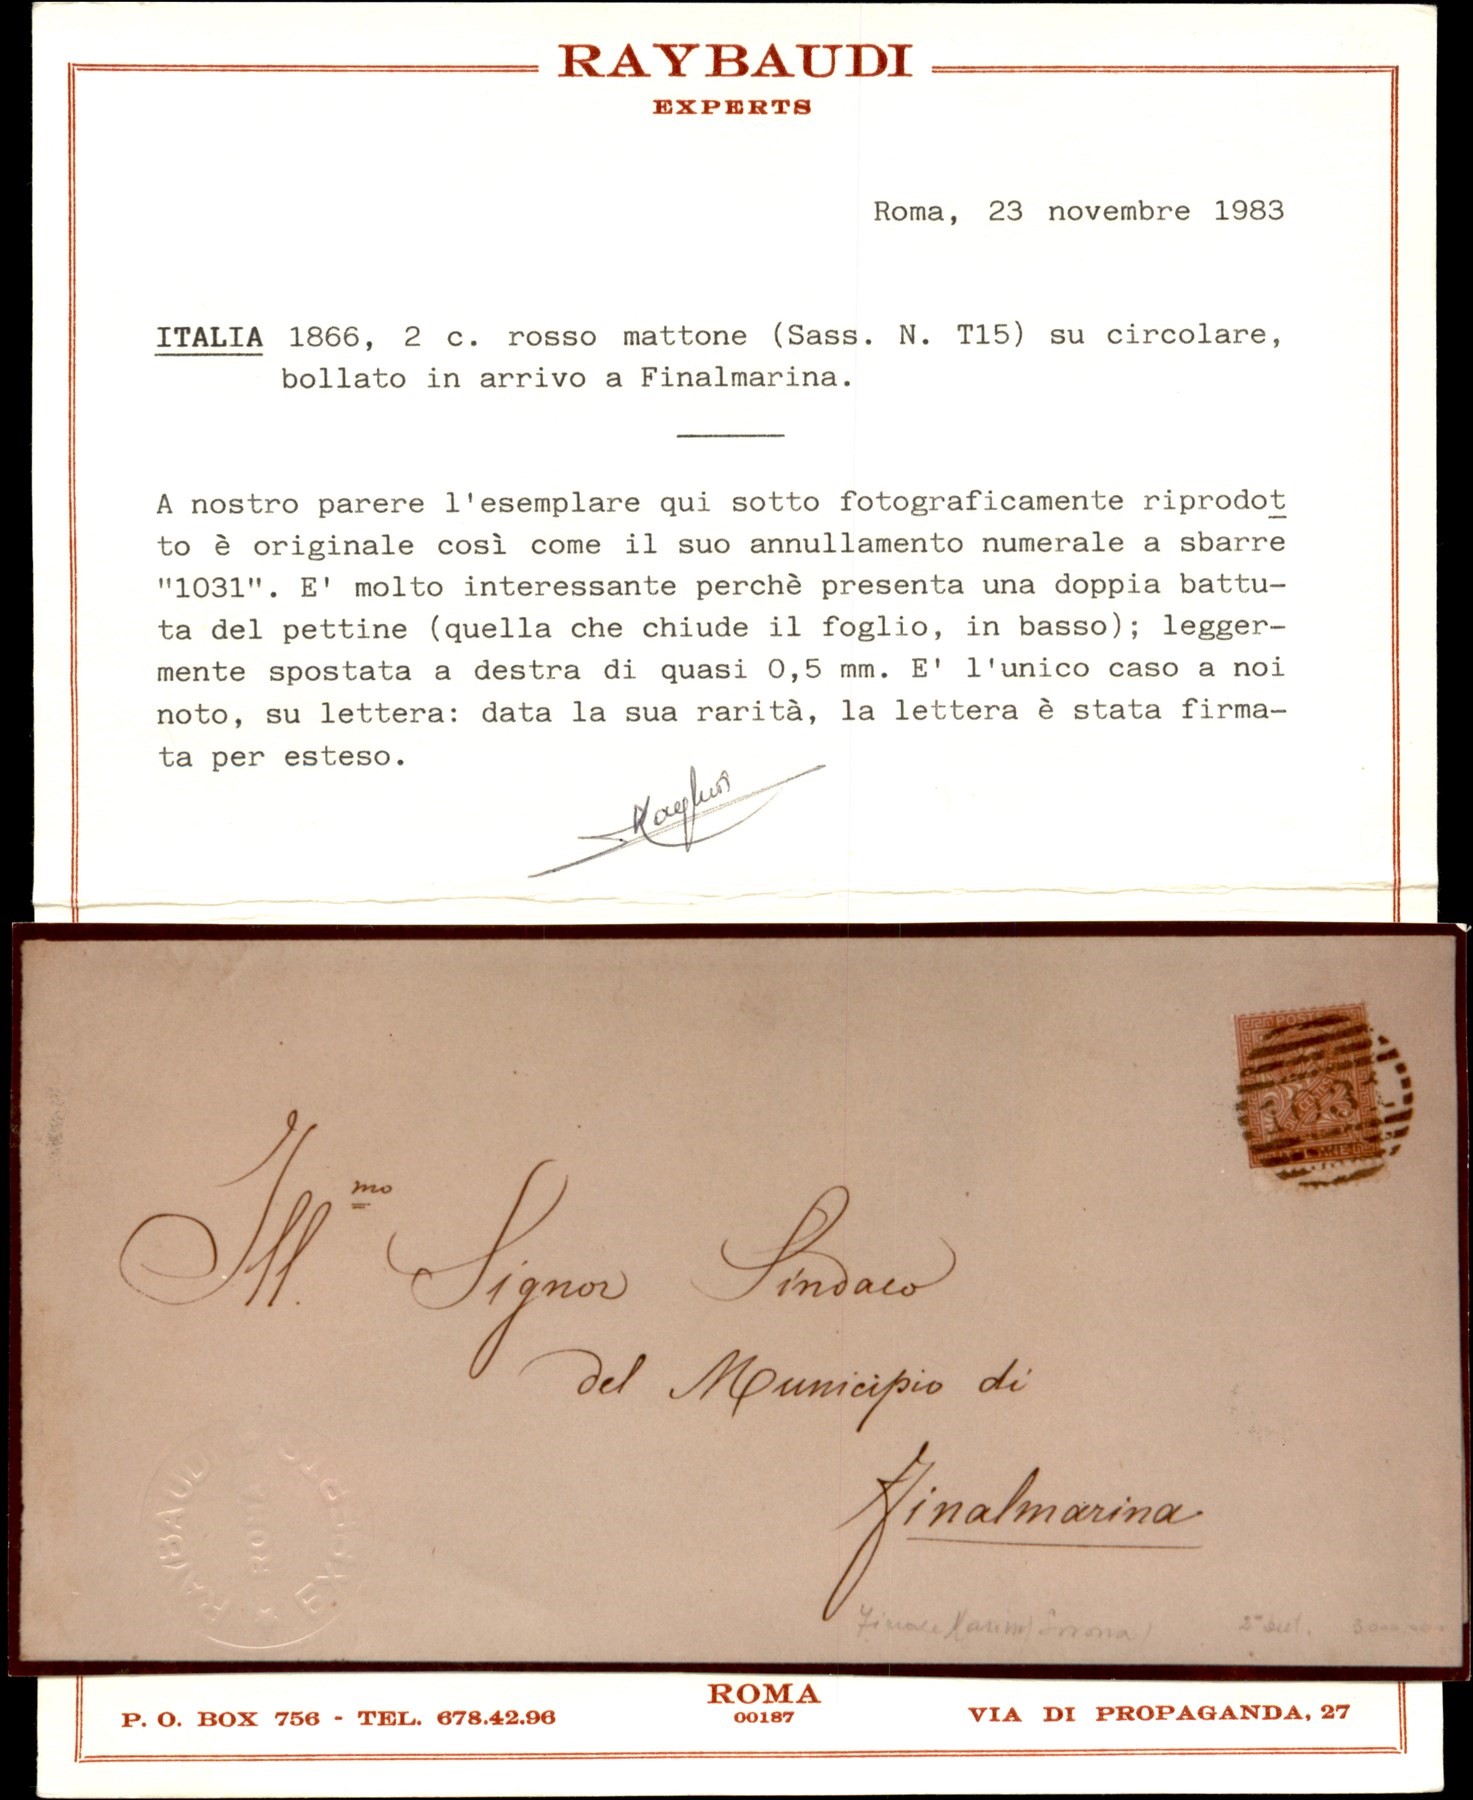 RAYBAUDI
EXPERTS
Roma, 23 novembre 1983
ITALIA 1866, 2 c. rosso mattone (Sass. N. T15) su circolare,
bollato in arrivo a Finalmarina.
A nostro parere l'esemplare qui sotto fotograficamente riprodot
to è originale così come il suo annullamento numerale a sbarre
"1031". E' molto interessante perchè presenta una doppia battu-
ta del pettine (quella che chiude il foglio, in basso); legger-
mente spostata a destra di quasi 0,5 mm. E' l'unico caso a noi
noto, su lettera: data la sua rarità, la lettera è stata firma-
ta per esteso.
POST
Ill.mo Signor Sindaco
del Municipio di
Finalmarina
RAYBAUDI EXPERTS
ROMA
ROMA
00187
P. O. BOX 756 - TEL. 678.42.96
VIA DI PROPAGANDA, 27